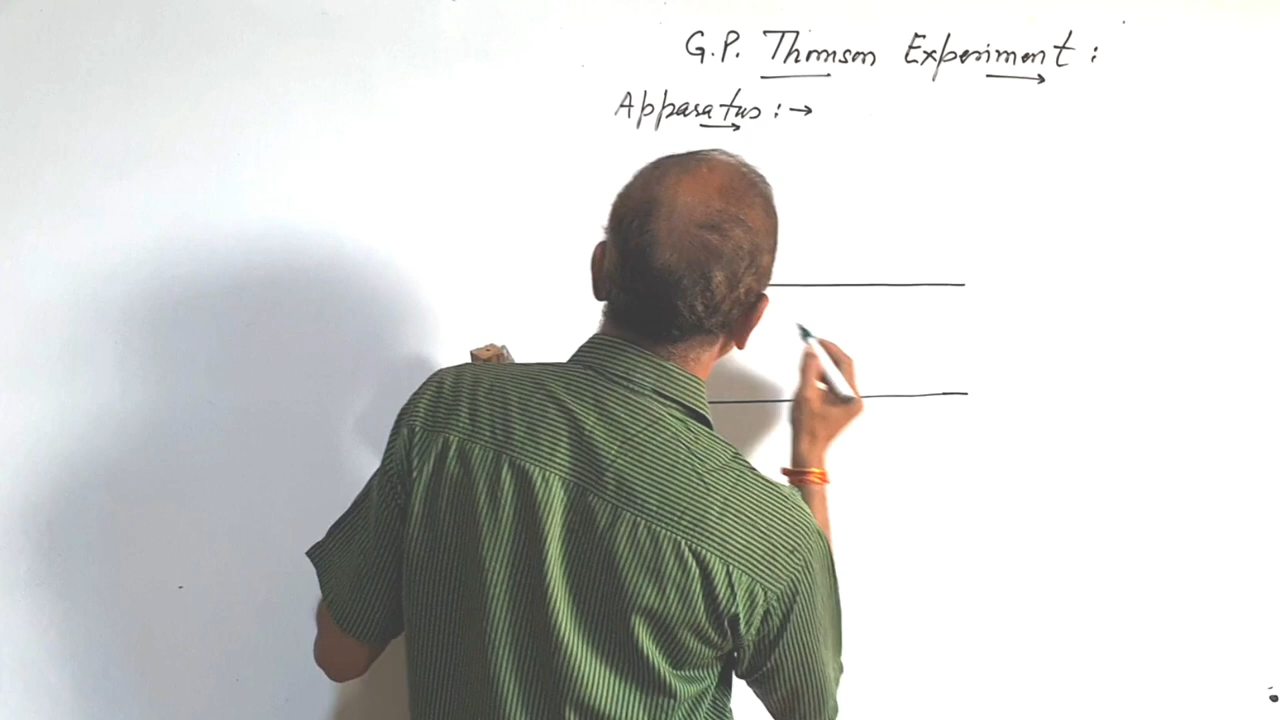 G.P. Thomson Experiment :
Apparatus : →